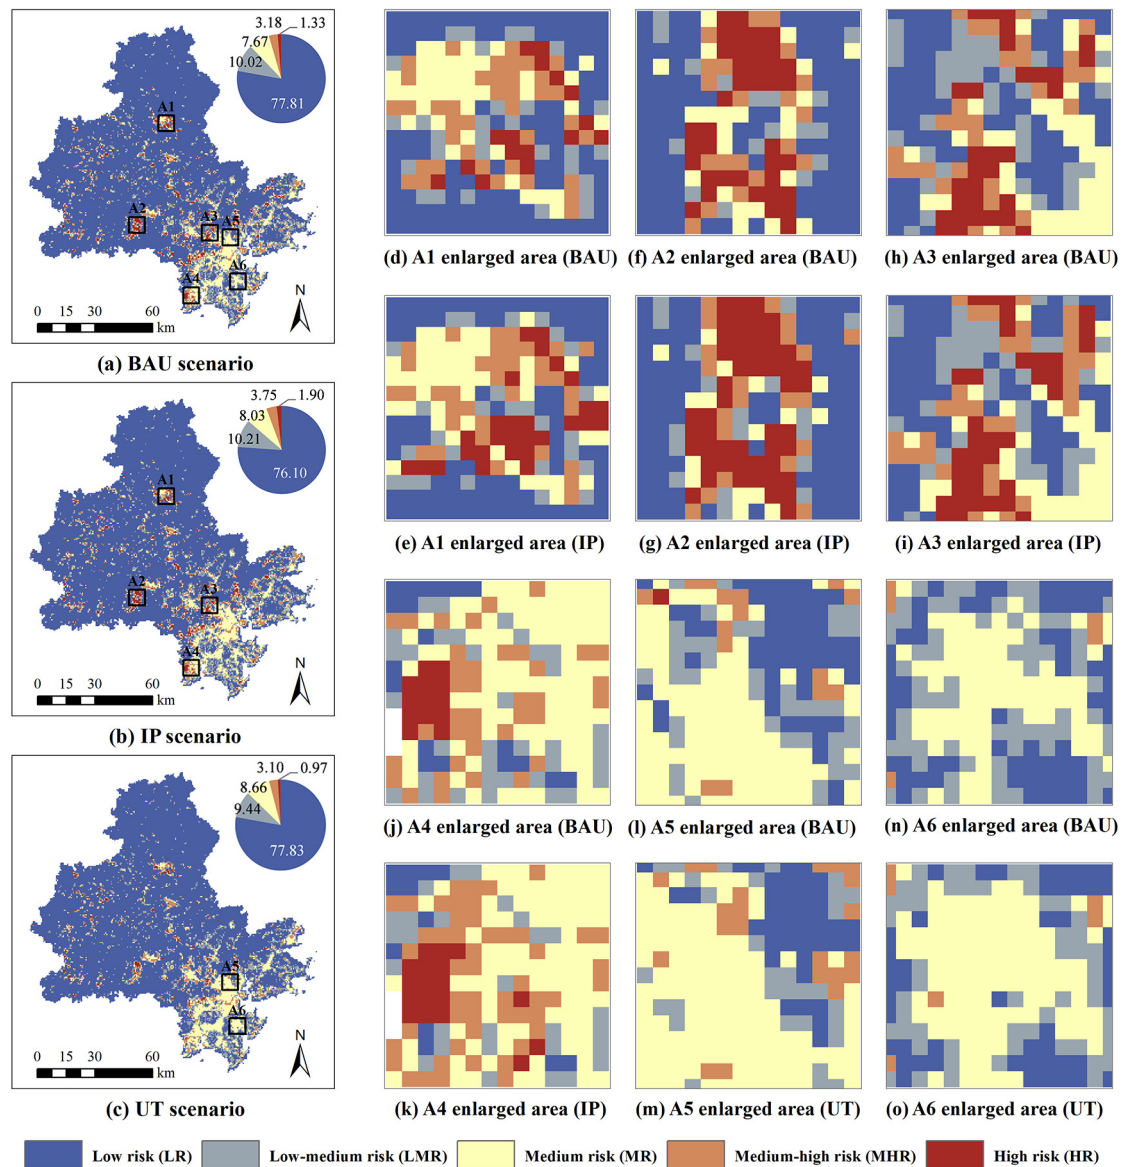 3.18 1.33
7.67
10.02
77.81
A1
A2
A3 A5
A6
A4
N
0 15 30 60
km
(a) BAU scenario
3.75 1.90
8.03
10.21
76.10
A1
A2
A3
A4
N
0 15 30 60
km
(b) IP scenario
3.10 0.97
8.66
9.44
77.83
A5
A6
N
0 15 30 60
km
(c) UT scenario
(d) A1 enlarged area (BAU) (f) A2 enlarged area (BAU) (h) A3 enlarged area (BAU)
(e) A1 enlarged area (IP) (g) A2 enlarged area (IP) (i) A3 enlarged area (IP)
(j) A4 enlarged area (BAU) (l) A5 enlarged area (BAU) (n) A6 enlarged area (BAU)
(k) A4 enlarged area (IP) (m) A5 enlarged area (UT) (o) A6 enlarged area (UT)
Low risk (LR) Low-medium risk (LMR) Medium risk (MR) Medium-high risk (MHR) High risk (HR)